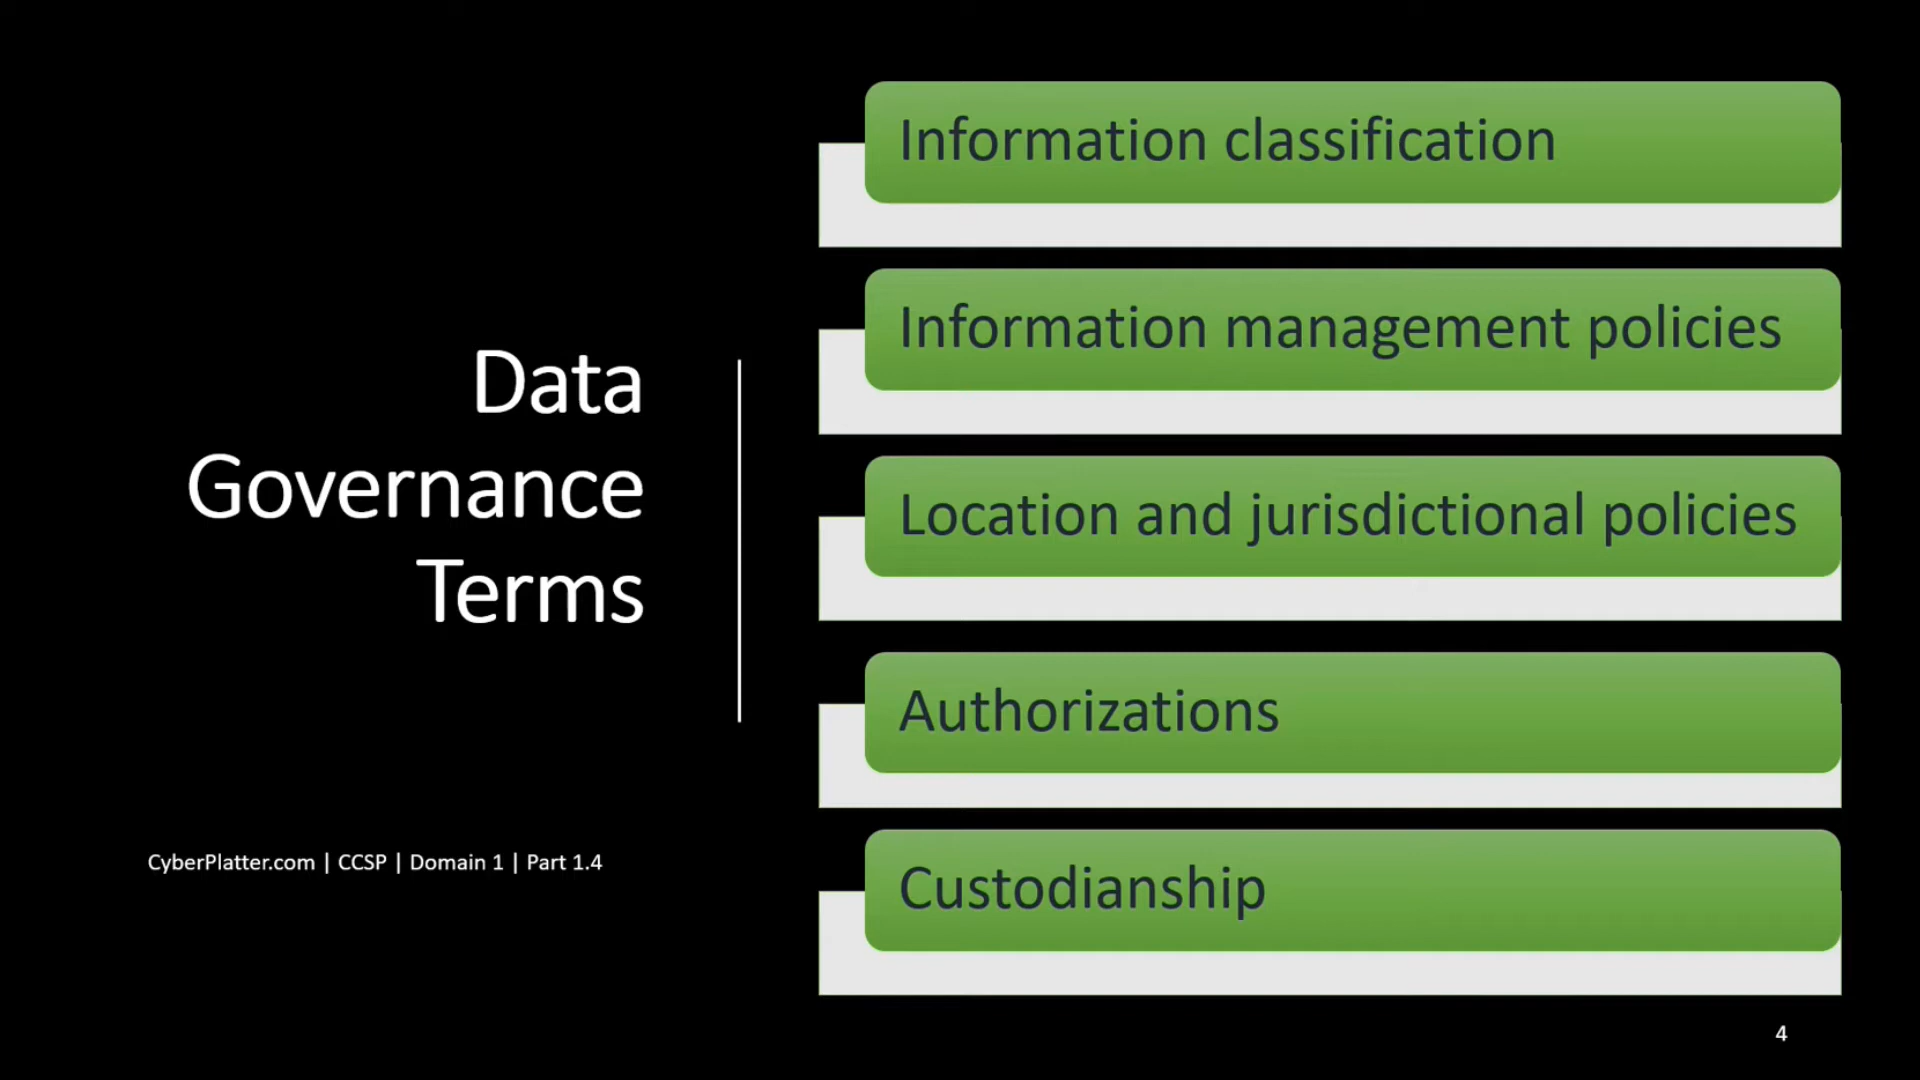 Data
Governance
Terms
CyberPlatter.com | CCSP | Domain 1 | Part 1.4
Information classification
Information management policies
Location and jurisdictional policies
Authorizations
Custodianship
4